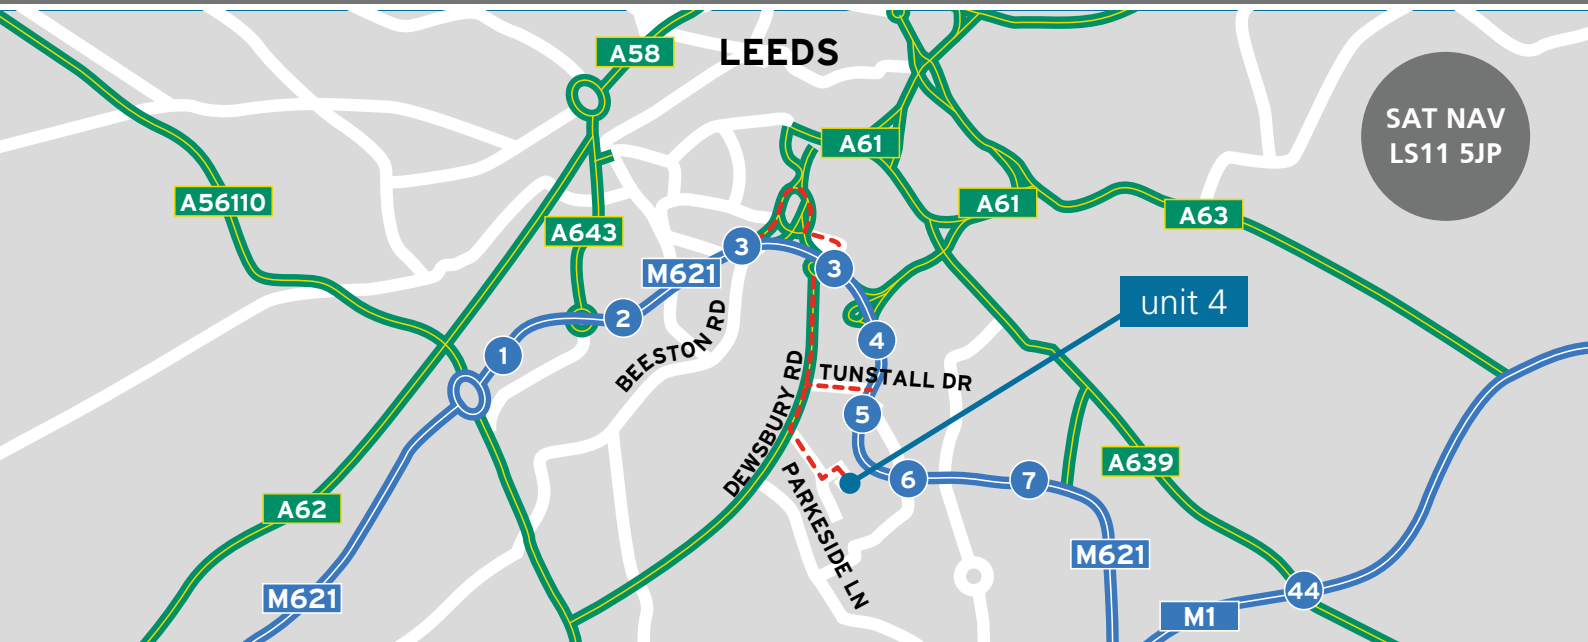 LEEDS
A58
SAT NAV
LS11 5JP
A61
A56110
A61
A63
A643
M621
3
3
unit 4
2
4
1
BEESTON RD
TUNSTALL DR
DEWSBURY RD
5
PARKESIDE LN
6
7
A639
A62
M621
M621
44
M1